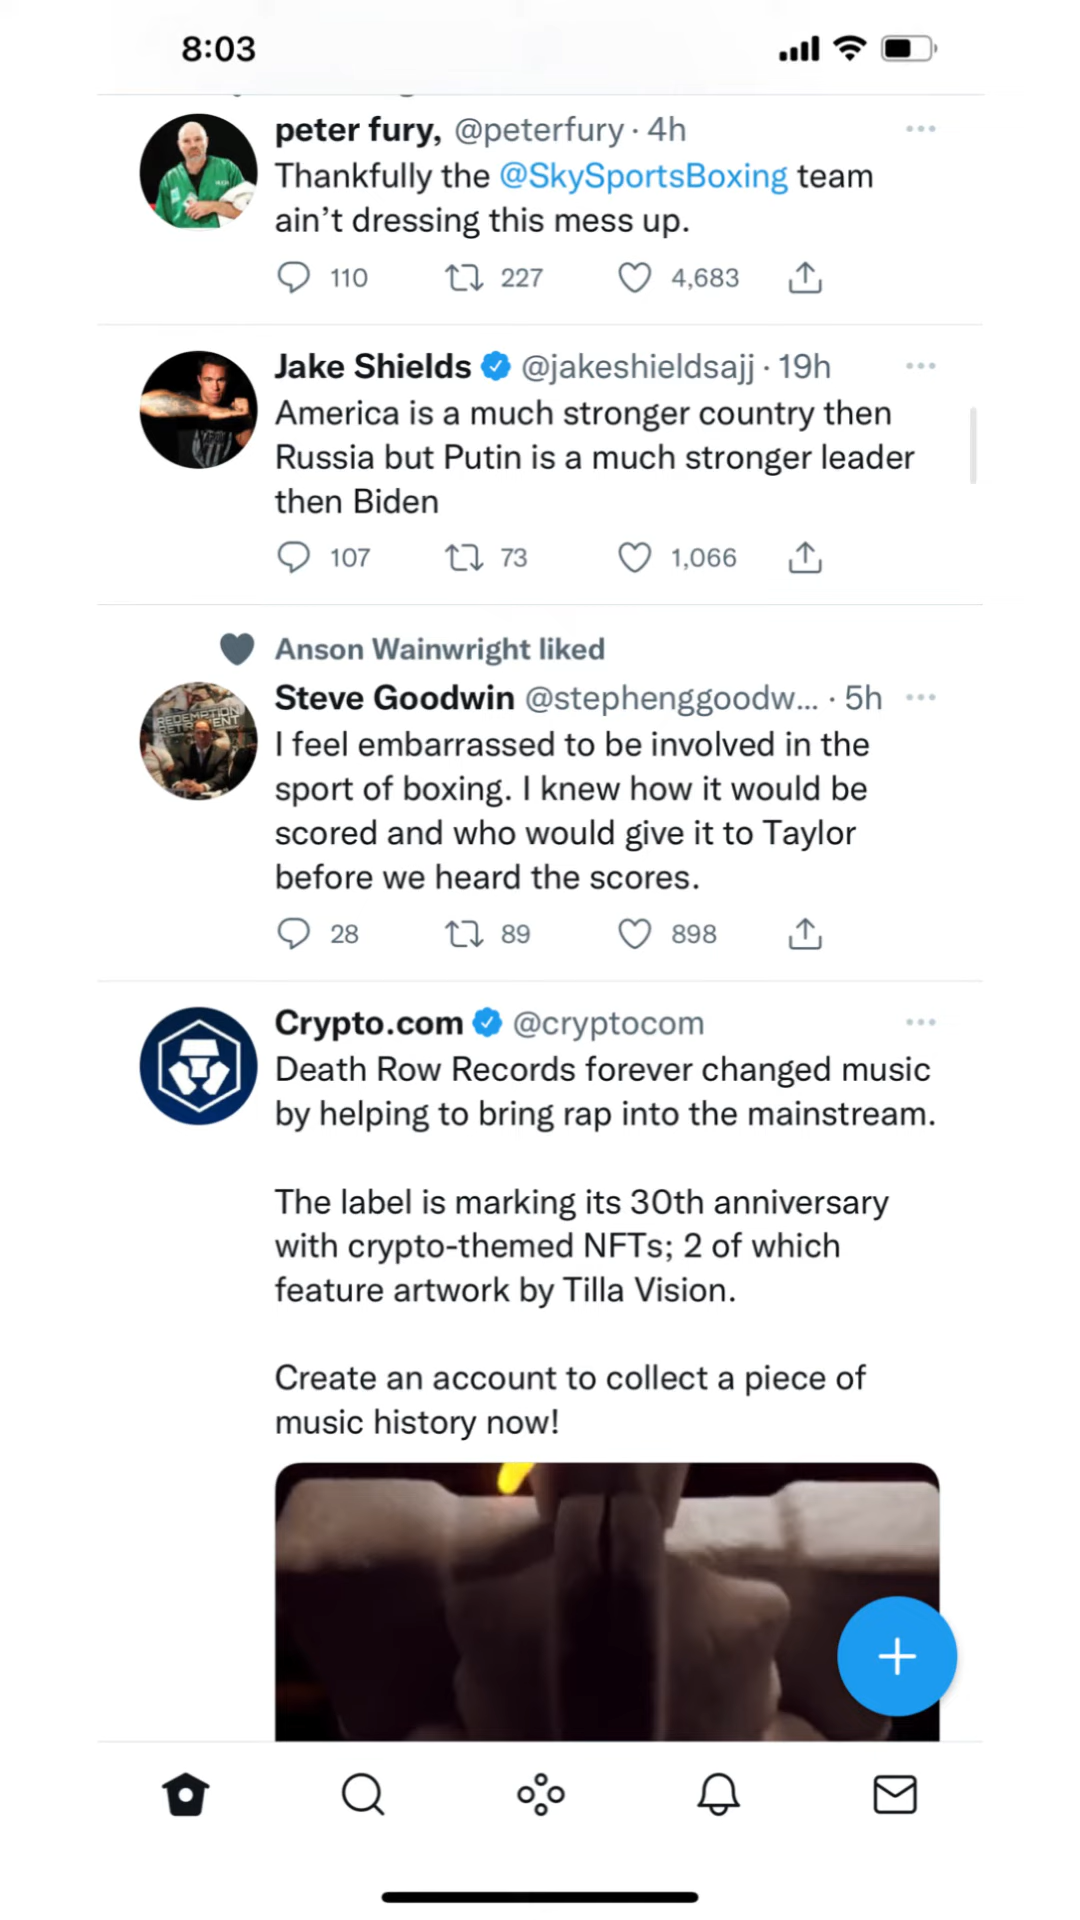 8:03
peter fury, @peterfury · 4h
Thankfully the @SkySportsBoxing team
ain’t dressing this mess up.
110 227 4,683
Jake Shields @jakeshieldsajj · 19h
America is a much stronger country then
Russia but Putin is a much stronger leader
then Biden
107 73 1,066
Anson Wainwright liked
Steve Goodwin @stephenggoodw... · 5h
REDEMPTION
RETIREMENT
I feel embarrassed to be involved in the
sport of boxing. I knew how it would be
scored and who would give it to Taylor
before we heard the scores.
28 89 898
Crypto.com @cryptocom
Death Row Records forever changed music
by helping to bring rap into the mainstream.
The label is marking its 30th anniversary
with crypto-themed NFTs; 2 of which
feature artwork by Tilla Vision.
Create an account to collect a piece of
music history now!